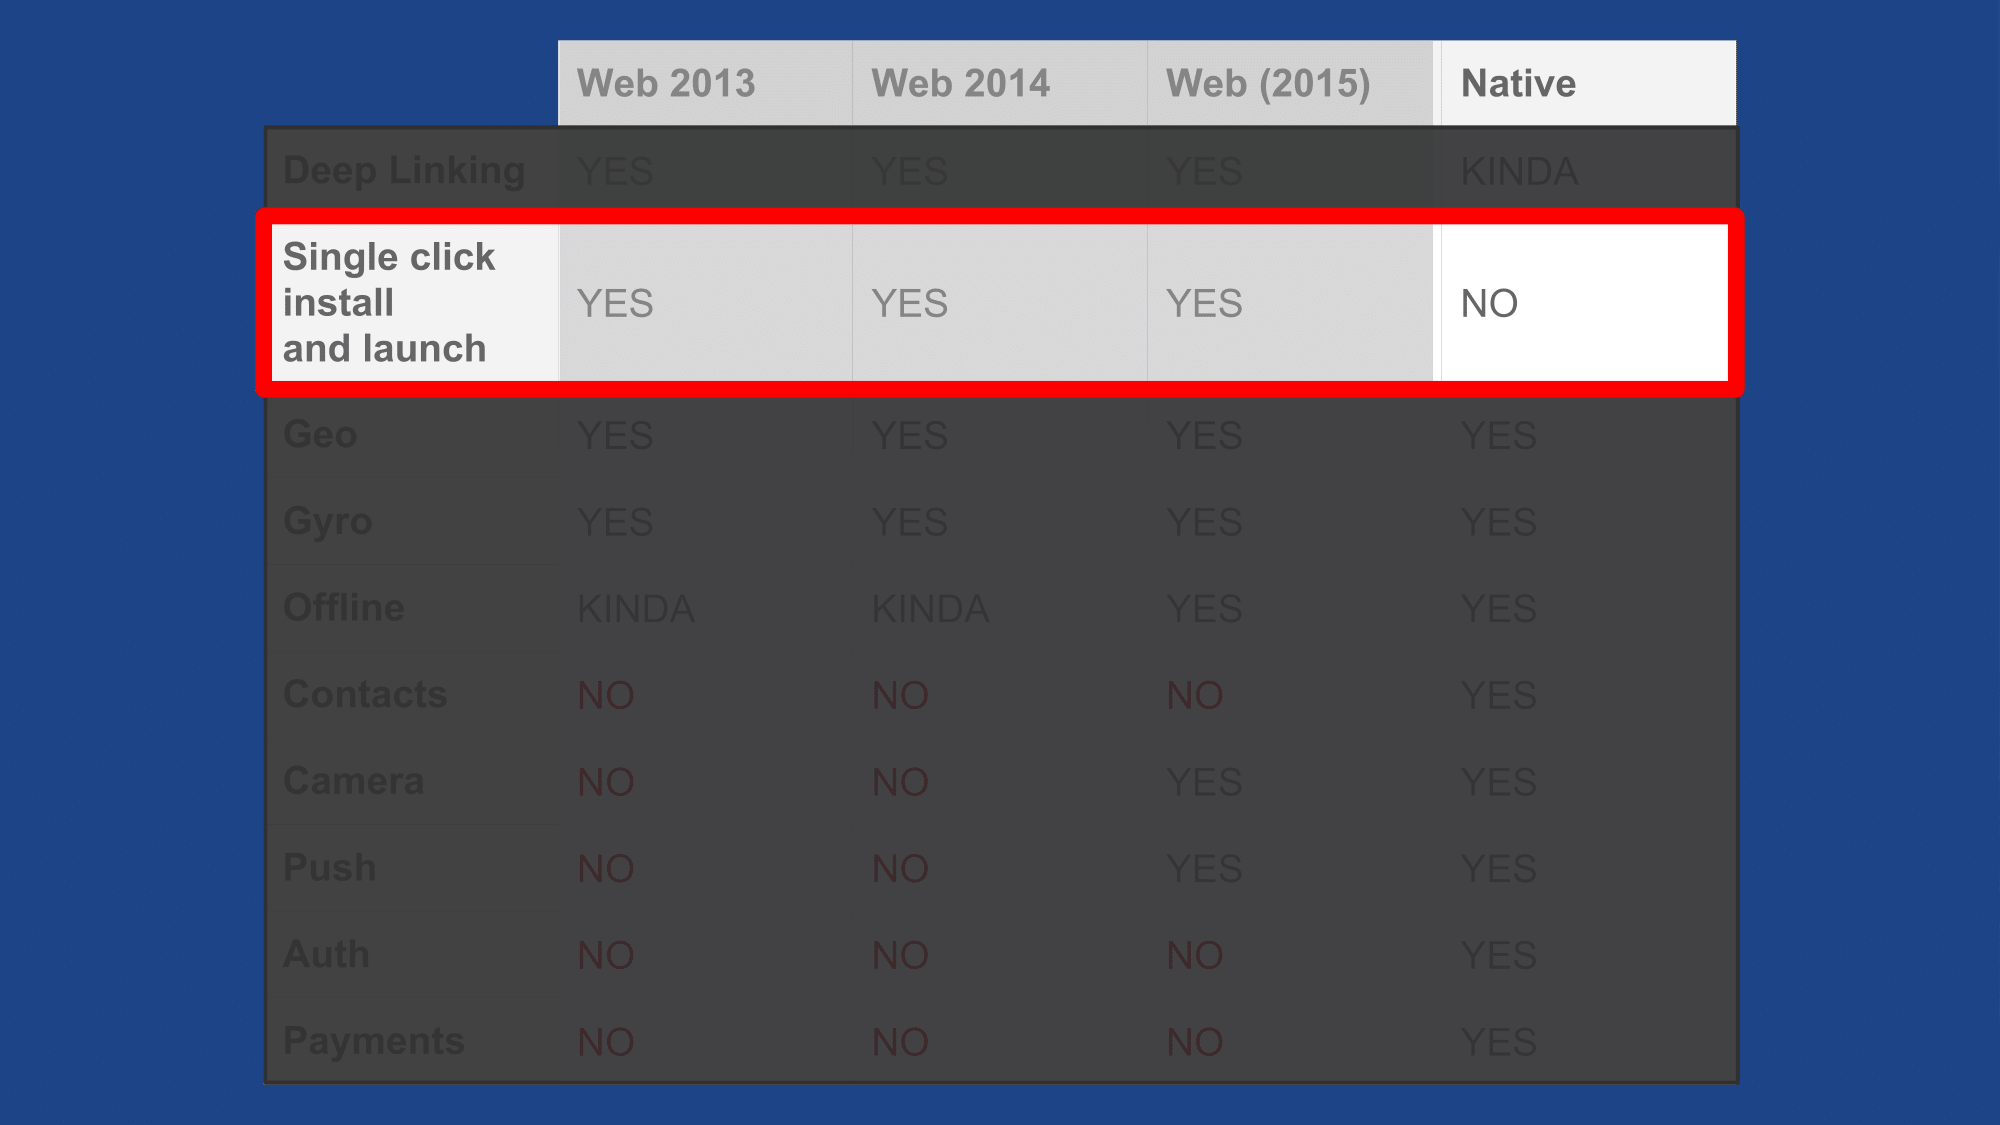 Web 2013 Web 2014 Web (2015) Native
Deep Linking YES YES YES KINDA
Single click
install
and launch YES YES YES NO
Geo YES YES YES YES
Gyro YES YES YES YES
Offline KINDA KINDA YES YES
Contacts NO NO NO YES
Camera NO NO YES YES
Push NO NO YES YES
Auth NO NO NO YES
Payments NO NO NO YES